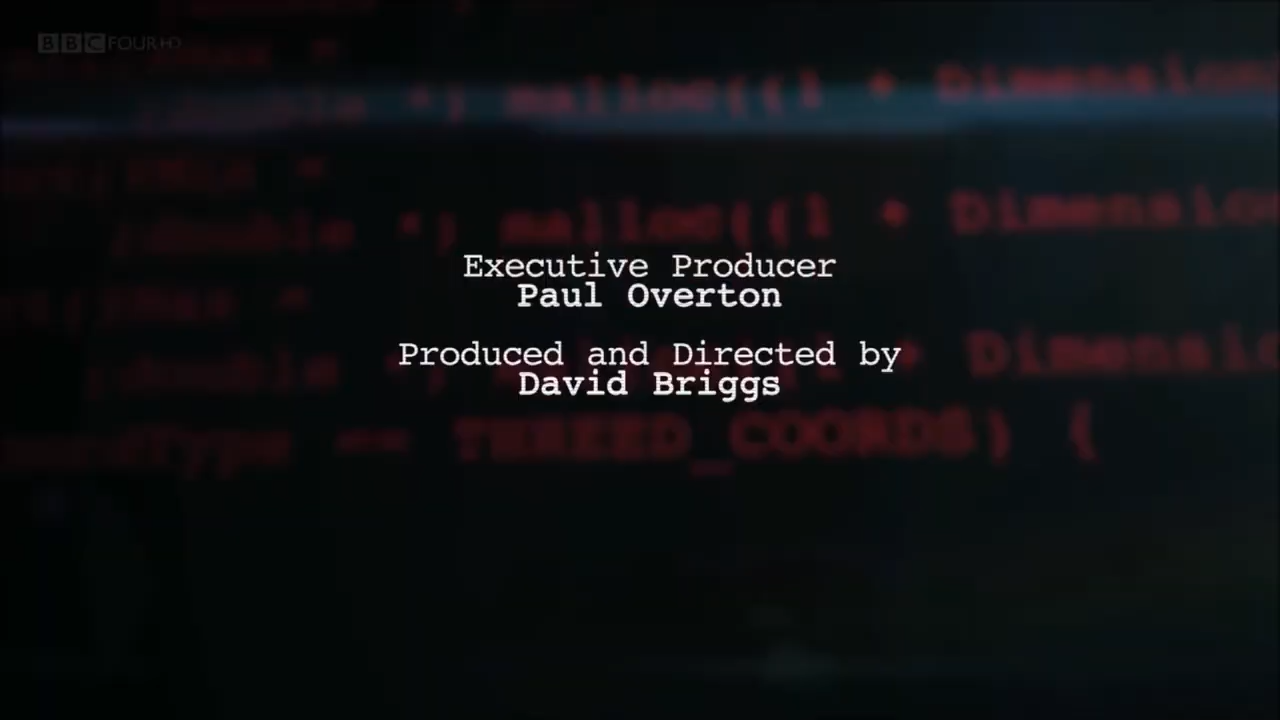 BBC FOUR HD
*) malloc((1 + Dimension
(double *) malloc((1 + Dimension
Executive Producer
Paul Overton
Produced and Directed by
David Briggs
== THREED_COORDS) {